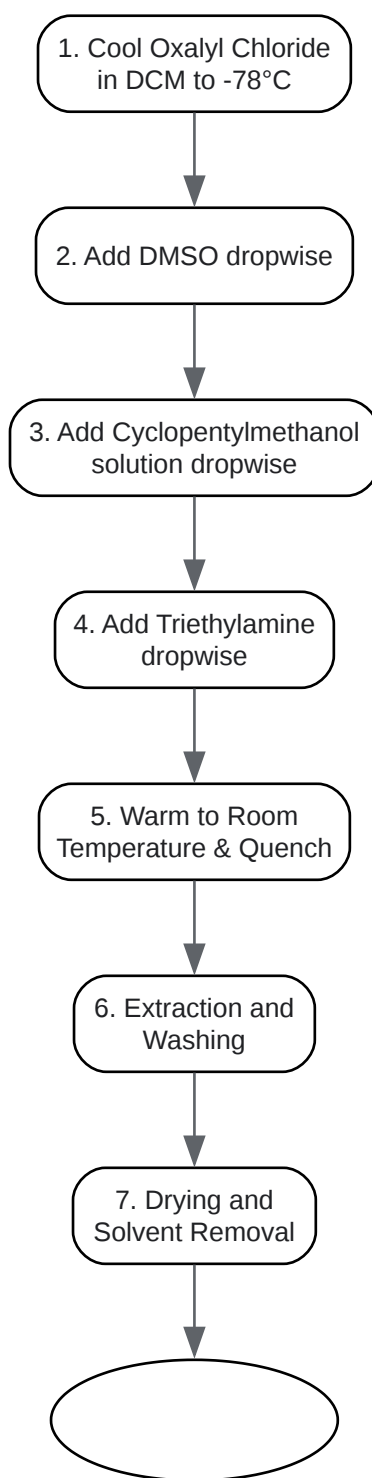 1. Cool Oxalyl Chloride
in DCM to -78°C
2. Add DMSO dropwise
3. Add Cyclopentylmethanol
solution dropwise
4. Add Triethylamine
dropwise
5. Warm to Room
Temperature & Quench
6. Extraction and
Washing
7. Drying and
Solvent Removal